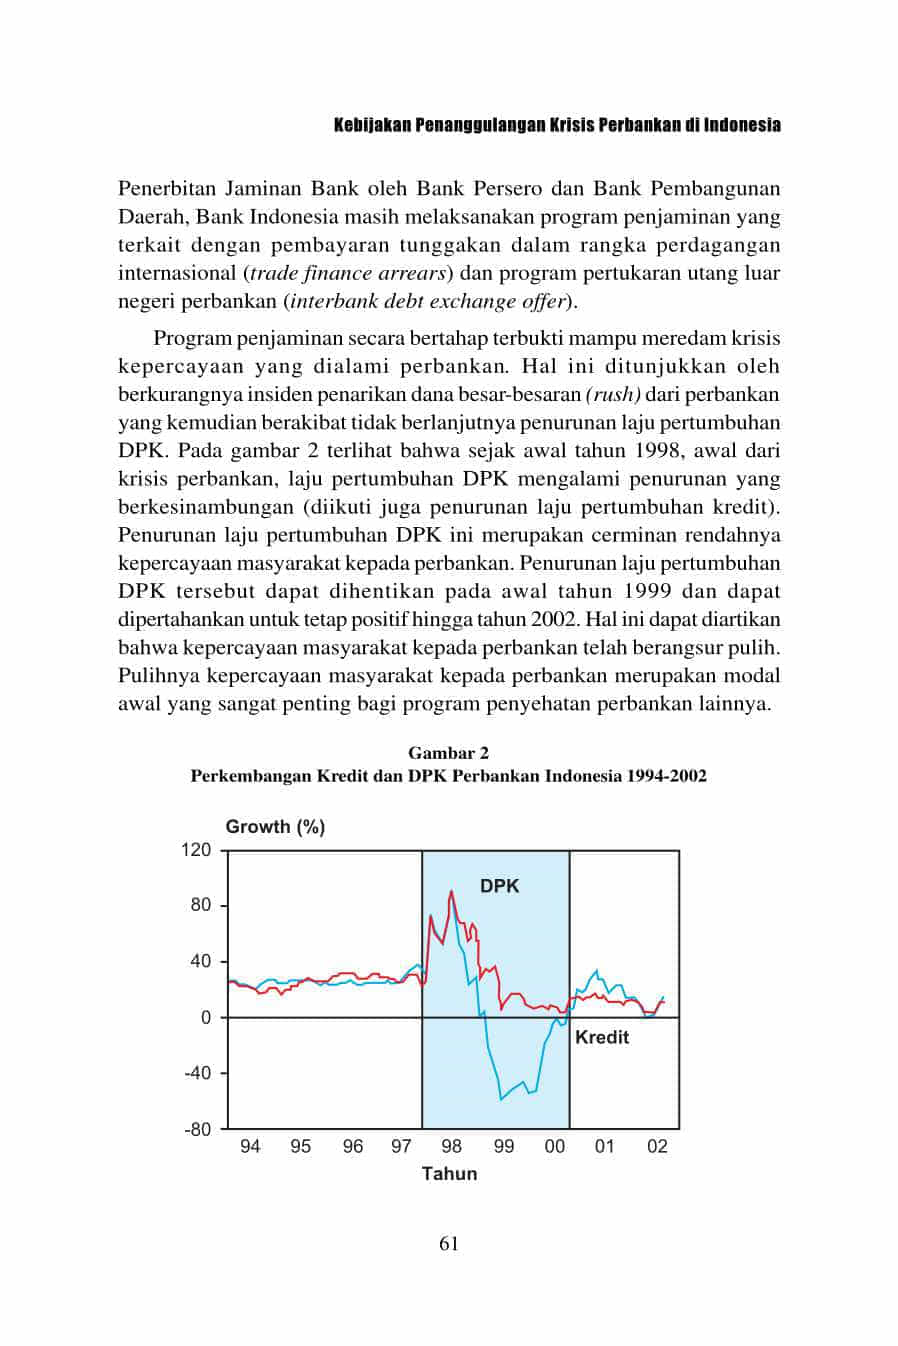 Kebijakan Penanggulangan Krisis Perbankan di Indonesia
Penerbitan Jaminan Bank oleh Bank Persero dan Bank Pembangunan
Daerah, Bank Indonesia masih melaksanakan program penjaminan yang
terkait dengan pembayaran tunggakan dalam rangka perdagangan
internasional (trade finance arrears) dan program pertukaran utang luar
negeri perbankan (interbank debt exchange offer).
Program penjaminan secara bertahap terbukti mampu meredam krisis
kepercayaan yang dialami perbankan. Hal ini ditunjukkan oleh
berkurangnya insiden penarikan dana besar-besaran (rush) dari perbankan
yang kemudian berakibat tidak berlanjutnya penurunan laju pertumbuhan
DPK. Pada gambar 2 terlihat bahwa sejak awal tahun 1998, awal dari
krisis perbankan, laju pertumbuhan DPK mengalami penurunan yang
berkesinambungan (diikuti juga penurunan laju pertumbuhan kredit).
Penurunan laju pertumbuhan DPK ini merupakan cerminan rendahnya
kepercayaan masyarakat kepada perbankan. Penurunan laju pertumbuhan
DPK tersebut dapat dihentikan pada awal tahun 1999 dan dapat
dipertahankan untuk tetap positif hingga tahun 2002. Hal ini dapat diartikan
bahwa kepercayaan masyarakat kepada perbankan telah berangsur pulih.
Pulihnya kepercayaan masyarakat kepada perbankan merupakan modal
awal yang sangat penting bagi program penyehatan perbankan lainnya.
Gambar 2
Perkembangan Kredit dan DPK Perbankan Indonesia 1994-2002
Growth (%)
120
DPK
80
40
0
Kredit
-40
-80
94 95 96 97 98 99 00 01 02
Tahun
61